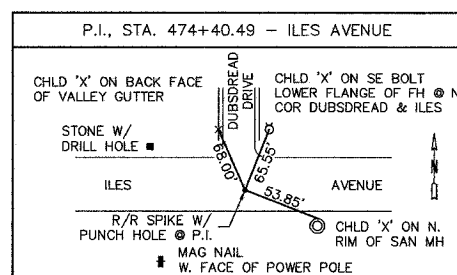 P.I., STA. 474+40.49 - ILES AVENUE
CHLD 'X' ON BACK FACE
OF VALLEY GUTTER
DUBSDREAD
DRIVE
CHLD 'X' ON SE BOLT
LOWER FLANGE OF FH @ N
COR DUBSDREAD & ILES
STONE W/
DRILL HOLE
68.00'
65.55'
N
ILES
53.85'
AVENUE
R/R SPIKE W/
PUNCH HOLE @ P.I.
CHLD 'X' ON N.
RIM OF SAN MH
MAG NAIL
W. FACE OF POWER POLE